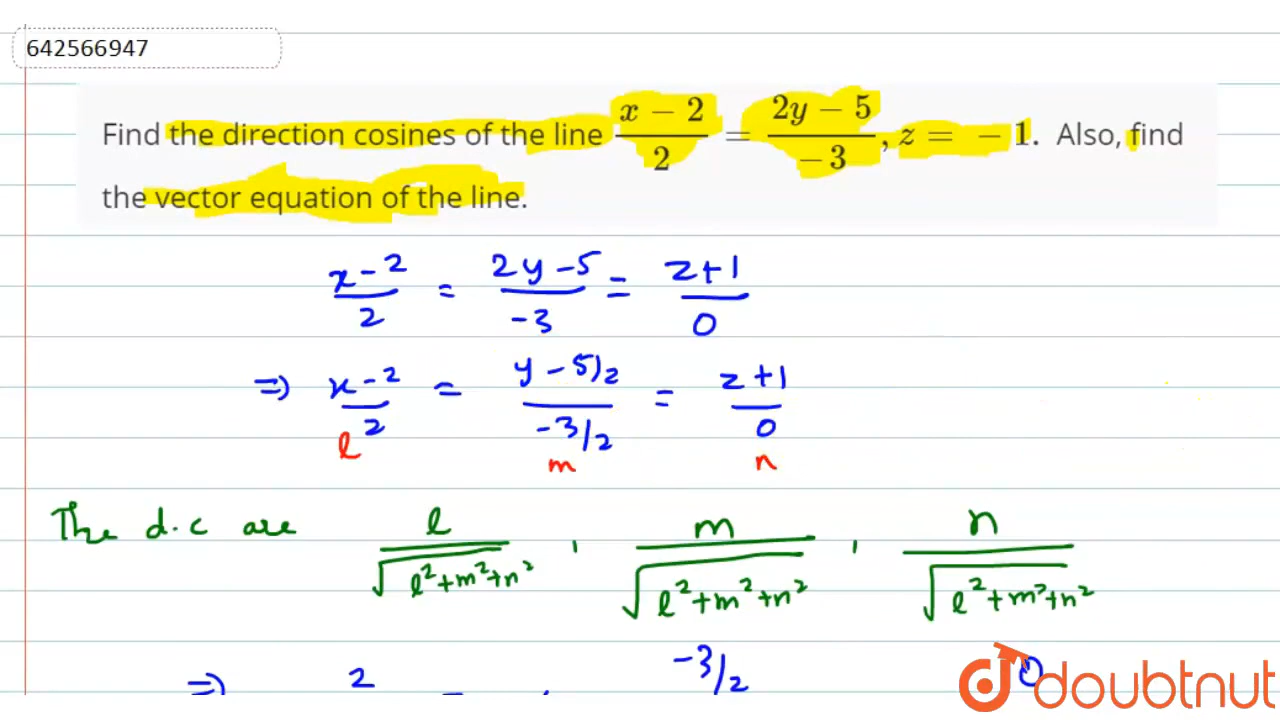 642566947
Find the direction cosines of the line (x − 2)/2 = (2y − 5)/−3, z = −1. Also, find
the vector equation of the line.
(x−2)/2 = (2y−5)/−3 = (z+1)/0
⇒ (x−2)/2 = (y−5/2)/(−3/2) = (z+1)/0
l m n
The d.c are l/√(l²+m²+n²) , m/√(l²+m²+n²) , n/√(l²+m²+n²)
⇒ 2 −3/2 0
doubtnut